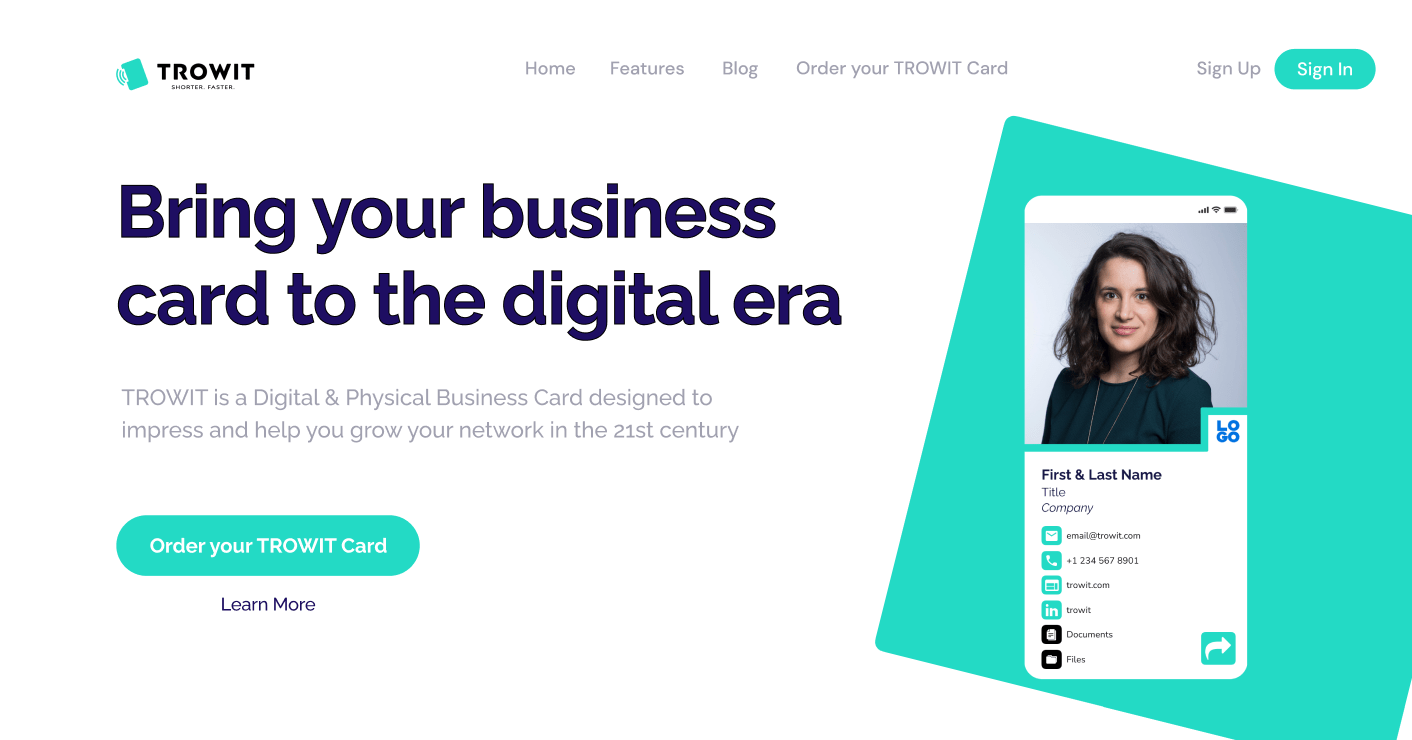 TROWIT
SHORTER. FASTER.
Home
Features
Blog
Order your TROWIT Card
Sign Up
Sign In
Bring your business
card to the digital era
TROWIT is a Digital & Physical Business Card designed to
impress and help you grow your network in the 21st century
Order your TROWIT Card
Learn More
LO
GO
First & Last Name
Title
Company
email@trowit.com
+1 234 567 8901
trowit.com
in trowit
Documents
Files